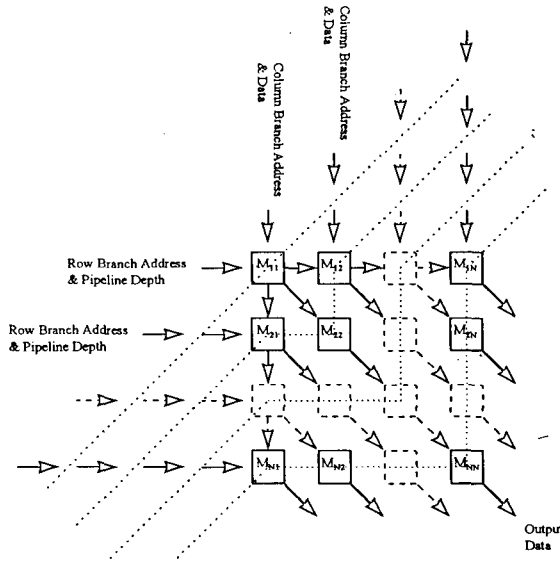 Column Branch Address
& Data
Column Branch Address
& Data
Row Branch Address
& Pipeline Depth
M11 M12 M1N
Row Branch Address
& Pipeline Depth
M21 M22 M2N
MN1 MN2 MNN
Output
Data